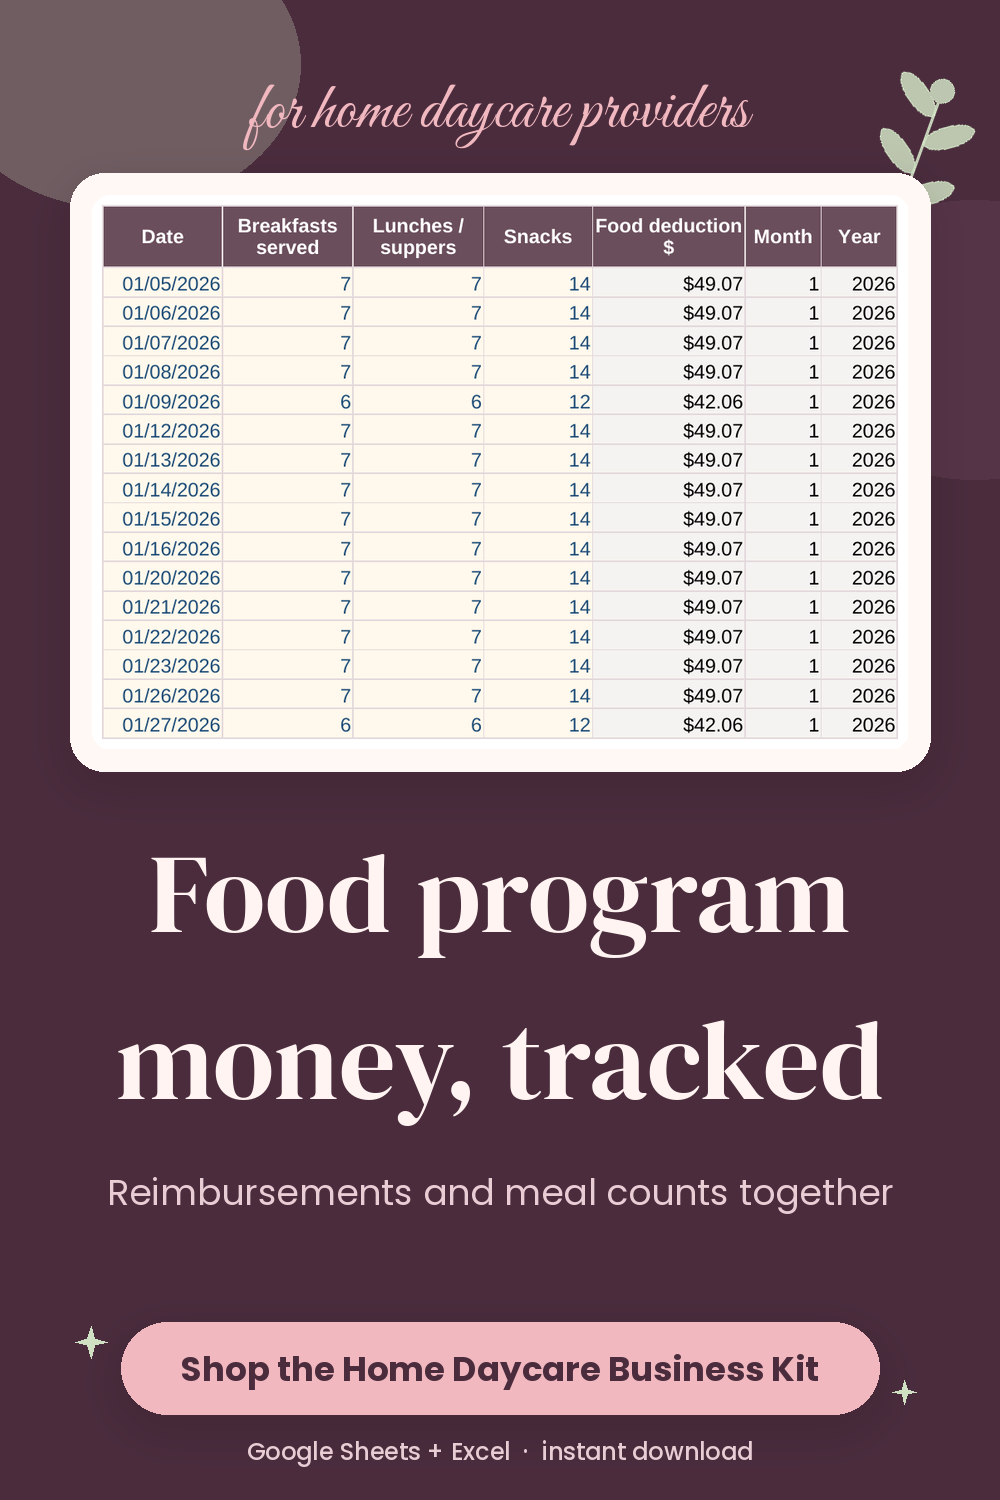 for home daycare providers
Date Breakfasts served Lunches / suppers Snacks Food deduction $ Month Year
01/05/2026 7 7 14 $49.07 1 2026
01/06/2026 7 7 14 $49.07 1 2026
01/07/2026 7 7 14 $49.07 1 2026
01/08/2026 7 7 14 $49.07 1 2026
01/09/2026 6 6 12 $42.06 1 2026
01/12/2026 7 7 14 $49.07 1 2026
01/13/2026 7 7 14 $49.07 1 2026
01/14/2026 7 7 14 $49.07 1 2026
01/15/2026 7 7 14 $49.07 1 2026
01/16/2026 7 7 14 $49.07 1 2026
01/20/2026 7 7 14 $49.07 1 2026
01/21/2026 7 7 14 $49.07 1 2026
01/22/2026 7 7 14 $49.07 1 2026
01/23/2026 7 7 14 $49.07 1 2026
01/26/2026 7 7 14 $49.07 1 2026
01/27/2026 6 6 12 $42.06 1 2026
Food program
money, tracked
Reimbursements and meal counts together
Shop the Home Daycare Business Kit
Google Sheets + Excel · instant download